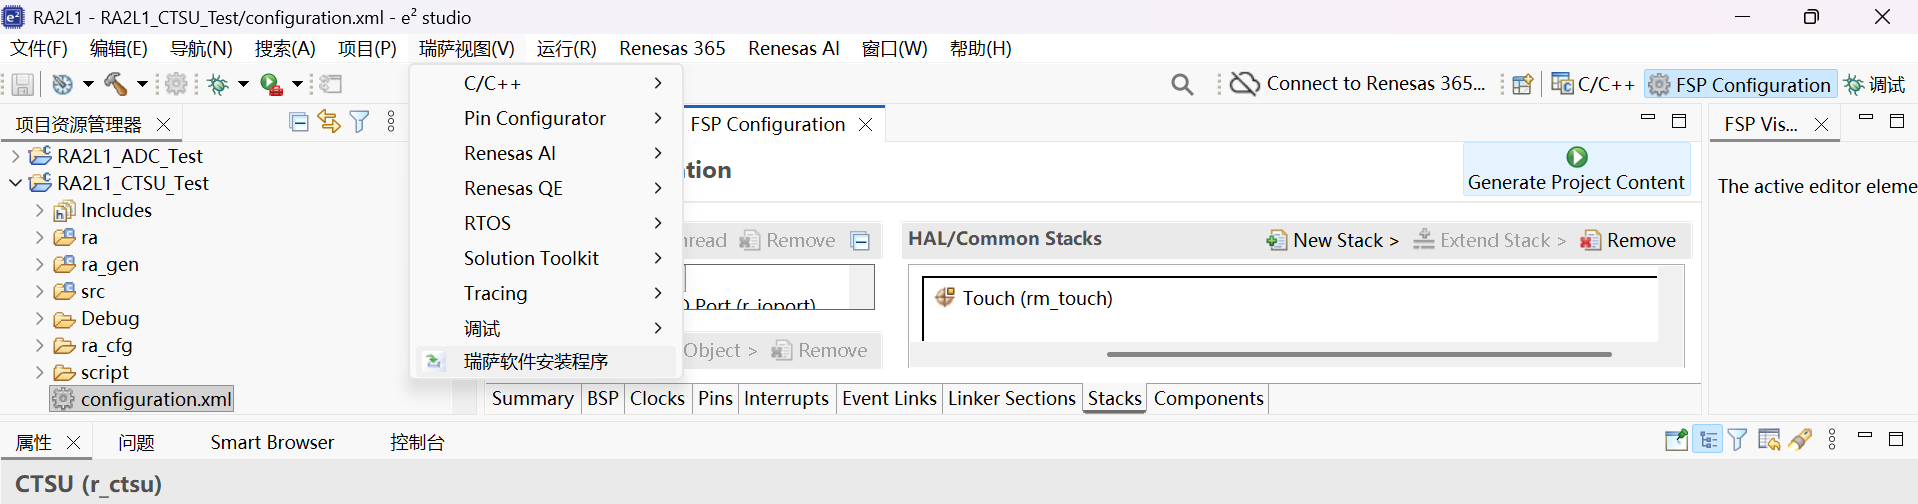 RA2L1 - RA2L1_CTSU_Test/configuration.xml - e² studio
文件(F) 编辑(E) 导航(N) 搜索(A) 项目(P) 瑞萨视图(V) 运行(R) Renesas 365 Renesas AI 窗口(W) 帮助(H)
Connect to Renesas 365... C/C++ FSP Configuration 调试
项目资源管理器
RA2L1_ADC_Test
RA2L1_CTSU_Test
Includes
ra
ra_gen
src
Debug
ra_cfg
script
configuration.xml
C/C++
Pin Configurator
Renesas AI
Renesas QE
RTOS
Solution Toolkit
Tracing
调试
瑞萨软件安装程序
FSP Configuration
tion
Generate Project Content
hread Remove
Port (r_ioport)
Object > Remove
HAL/Common Stacks New Stack > Extend Stack > Remove
Touch (rm_touch)
Summary BSP Clocks Pins Interrupts Event Links Linker Sections Stacks Components
FSP Vis...
The active editor eleme
属性 问题 Smart Browser 控制台
CTSU (r_ctsu)